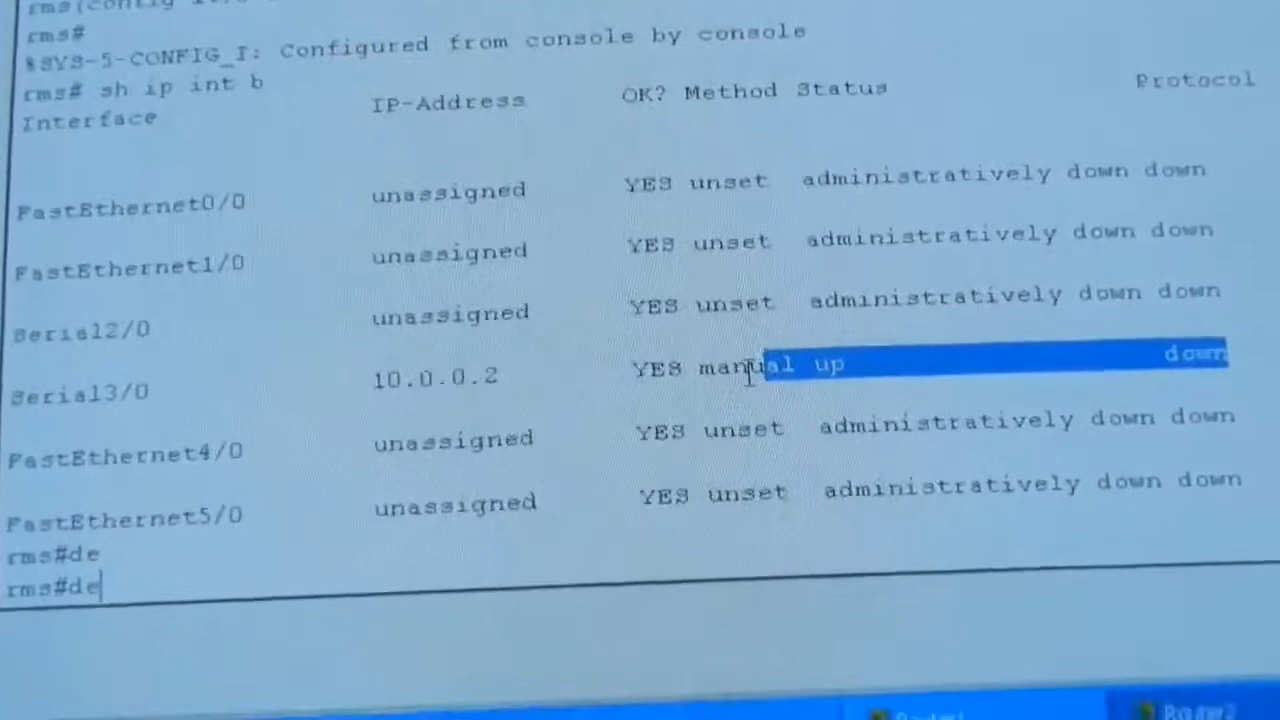 rms#
%SYS-5-CONFIG_I: Configured from console by console
rms# sh ip int b
Interface IP-Address OK? Method Status Protocol
FastEthernet0/0 unassigned YES unset administratively down down
FastEthernet1/0 unassigned YES unset administratively down down
Serial2/0 unassigned YES unset administratively down down
Serial3/0 10.0.0.2 YES manual up down
FastEthernet4/0 unassigned YES unset administratively down down
FastEthernet5/0 unassigned YES unset administratively down down
rms#de
rms#de